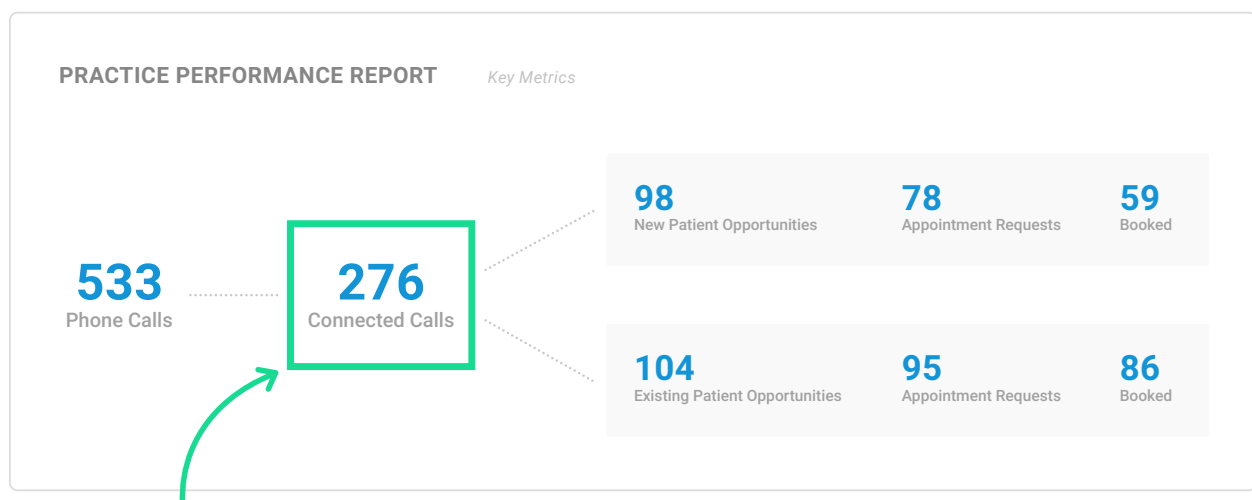 PRACTICE PERFORMANCE REPORT Key Metrics
533
Phone Calls
276
Connected Calls
98
New Patient Opportunities
78
Appointment Requests
59
Booked
104
Existing Patient Opportunities
95
Appointment Requests
86
Booked